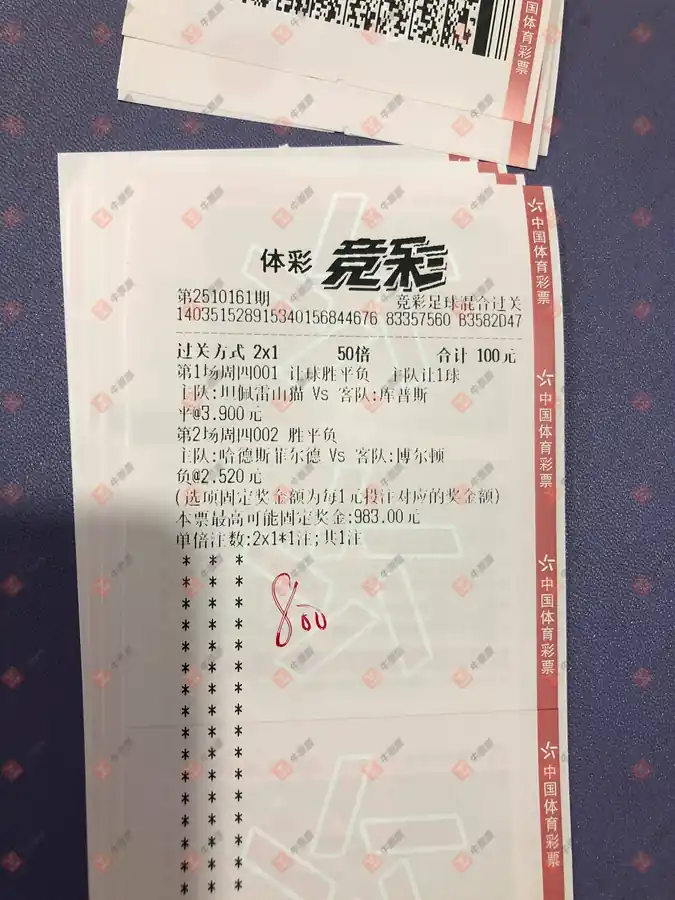 中国体育彩票
体彩 竞彩
第2510161期 竞彩足球混合过关
140351528915340156844676 83357560 B3582D47
过关方式 2x1 50倍 合计 100元
第1场周四001 让球胜平负 主队让1球
主队:坦佩雷山猫 Vs 客队:库普斯
平@3.900元
第2场周四002 胜平负
主队:哈德斯菲尔德 Vs 客队:博尔顿
负@2.520元
(选项固定奖金额为每1元投注对应的奖金额)
本票最高可能固定奖金:983.00元
单倍注数:2x1*1注;共1注
800
中国体育彩票
中国体育彩票
中国体育彩票
中国体育彩票